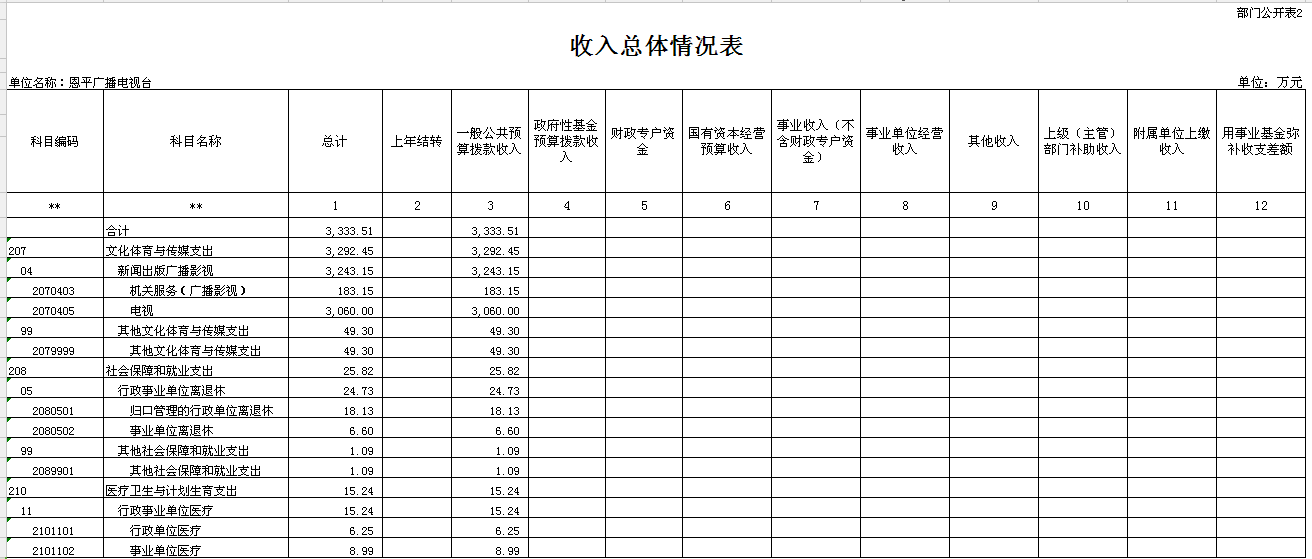 部门公开表2
收入总体情况表
单位名称：恩平广播电视台 单位：万元
科目编码 科目名称 总计 上年结转 一般公共预算拨款收入 政府性基金预算拨款收入 财政专户资金 国有资本经营预算收入 事业收入（不含财政专户资金） 事业单位经营收入 其他收入 上级（主管）部门补助收入 附属单位上缴收入 用事业基金弥补收支差额
** ** 1 2 3 4 5 6 7 8 9 10 11 12
合计 3,333.51 3,333.51
207 文化体育与传媒支出 3,292.45 3,292.45
04 新闻出版广播影视 3,243.15 3,243.15
2070403 机关服务（广播影视） 183.15 183.15
2070405 电视 3,060.00 3,060.00
99 其他文化体育与传媒支出 49.30 49.30
2079999 其他文化体育与传媒支出 49.30 49.30
208 社会保障和就业支出 25.82 25.82
05 行政事业单位离退休 24.73 24.73
2080501 归口管理的行政单位离退休 18.13 18.13
2080502 事业单位离退休 6.60 6.60
99 其他社会保障和就业支出 1.09 1.09
2089901 其他社会保障和就业支出 1.09 1.09
210 医疗卫生与计划生育支出 15.24 15.24
11 行政事业单位医疗 15.24 15.24
2101101 行政单位医疗 6.25 6.25
2101102 事业单位医疗 8.99 8.99